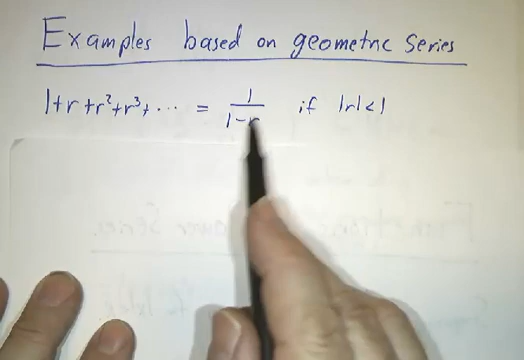 Examples based on geometric series
1+r+r²+r³+··· = 1/(1-r) if |r|<1